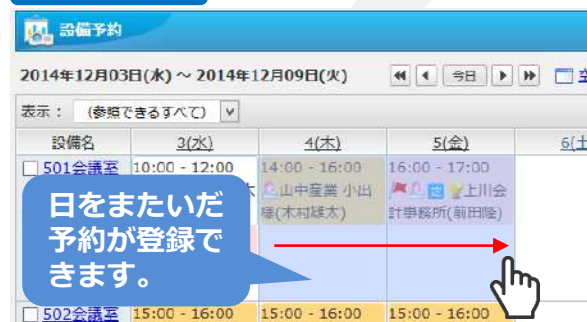 設備予約
2014年12月03日(水) ～ 2014年12月09日(火) 今日
表示： (参照できるすべて)
設備名 3(水) 4(木) 5(金) 6(土
501会議室 10:00 - 12:00 14:00 - 16:00 16:00 - 17:00
山中産業 小出 上川会
様(木村雄太) 計事務所(前田隆)
日をまたいだ
予約が登録で
きます。
502会議室 15:00 - 16:00 15:00 - 16:00 15:00 - 16:00